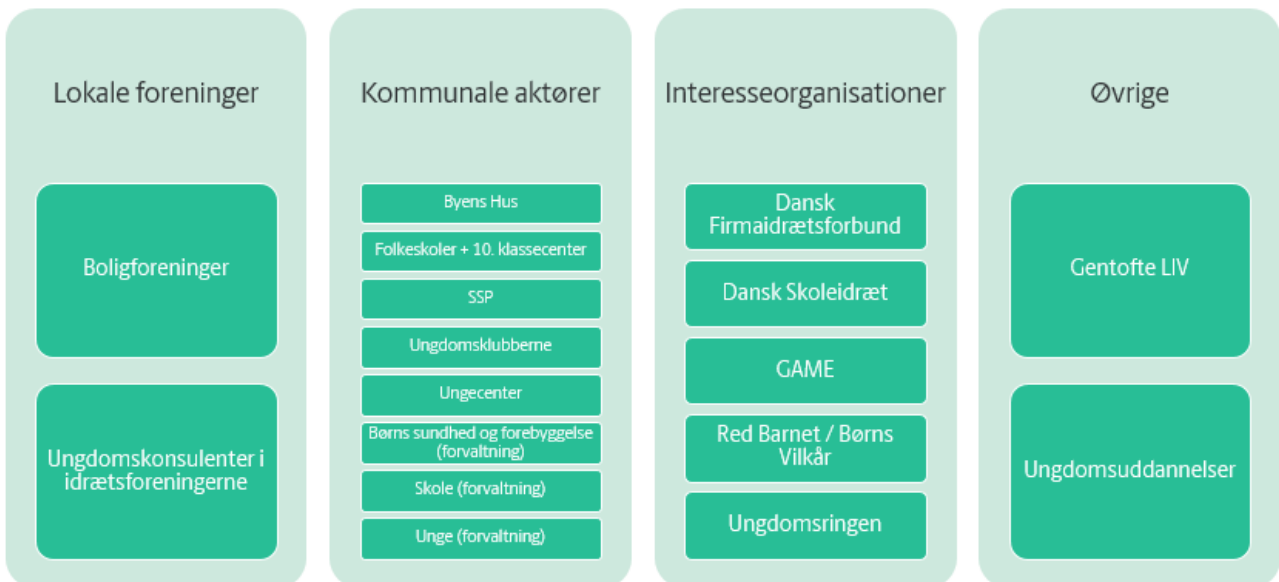 Lokale foreninger
Boligforeninger
Ungdomskonsulenter i
idrætsforeningerne
Kommunale aktører
Byens Hus
Folkeskoler + 10. klassecenter
SSP
Ungdomsklubberne
Ungecenter
Børns sundhed og forebyggelse
(forvaltning)
Skole (forvaltning)
Unge (forvaltning)
Interesseorganisationer
Dansk
Firmaidrætsforbund
Dansk Skoleidræt
GAME
Red Barnet / Børns
Vilkår
Ungdomsringen
Øvrige
Gentofte LIV
Ungdomsuddannelser